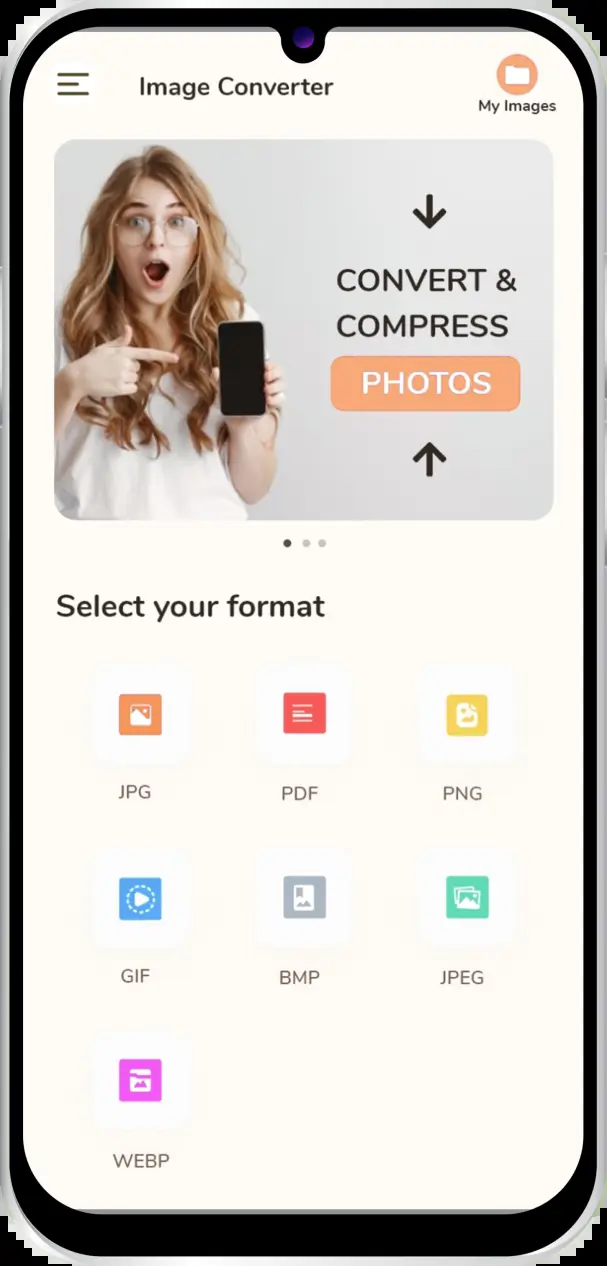 Image Converter
My Images
CONVERT &
COMPRESS
PHOTOS
Select your format
JPG
PDF
PNG
GIF
BMP
JPEG
WEBP